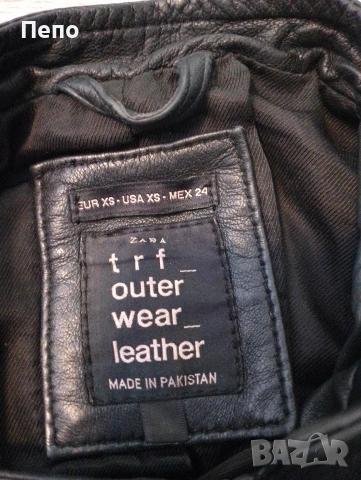 Пепо
EUR XS - USA XS - MEX 24
ZARA
trf_
outer
wear_
leather
MADE IN PAKISTAN
BAZAR